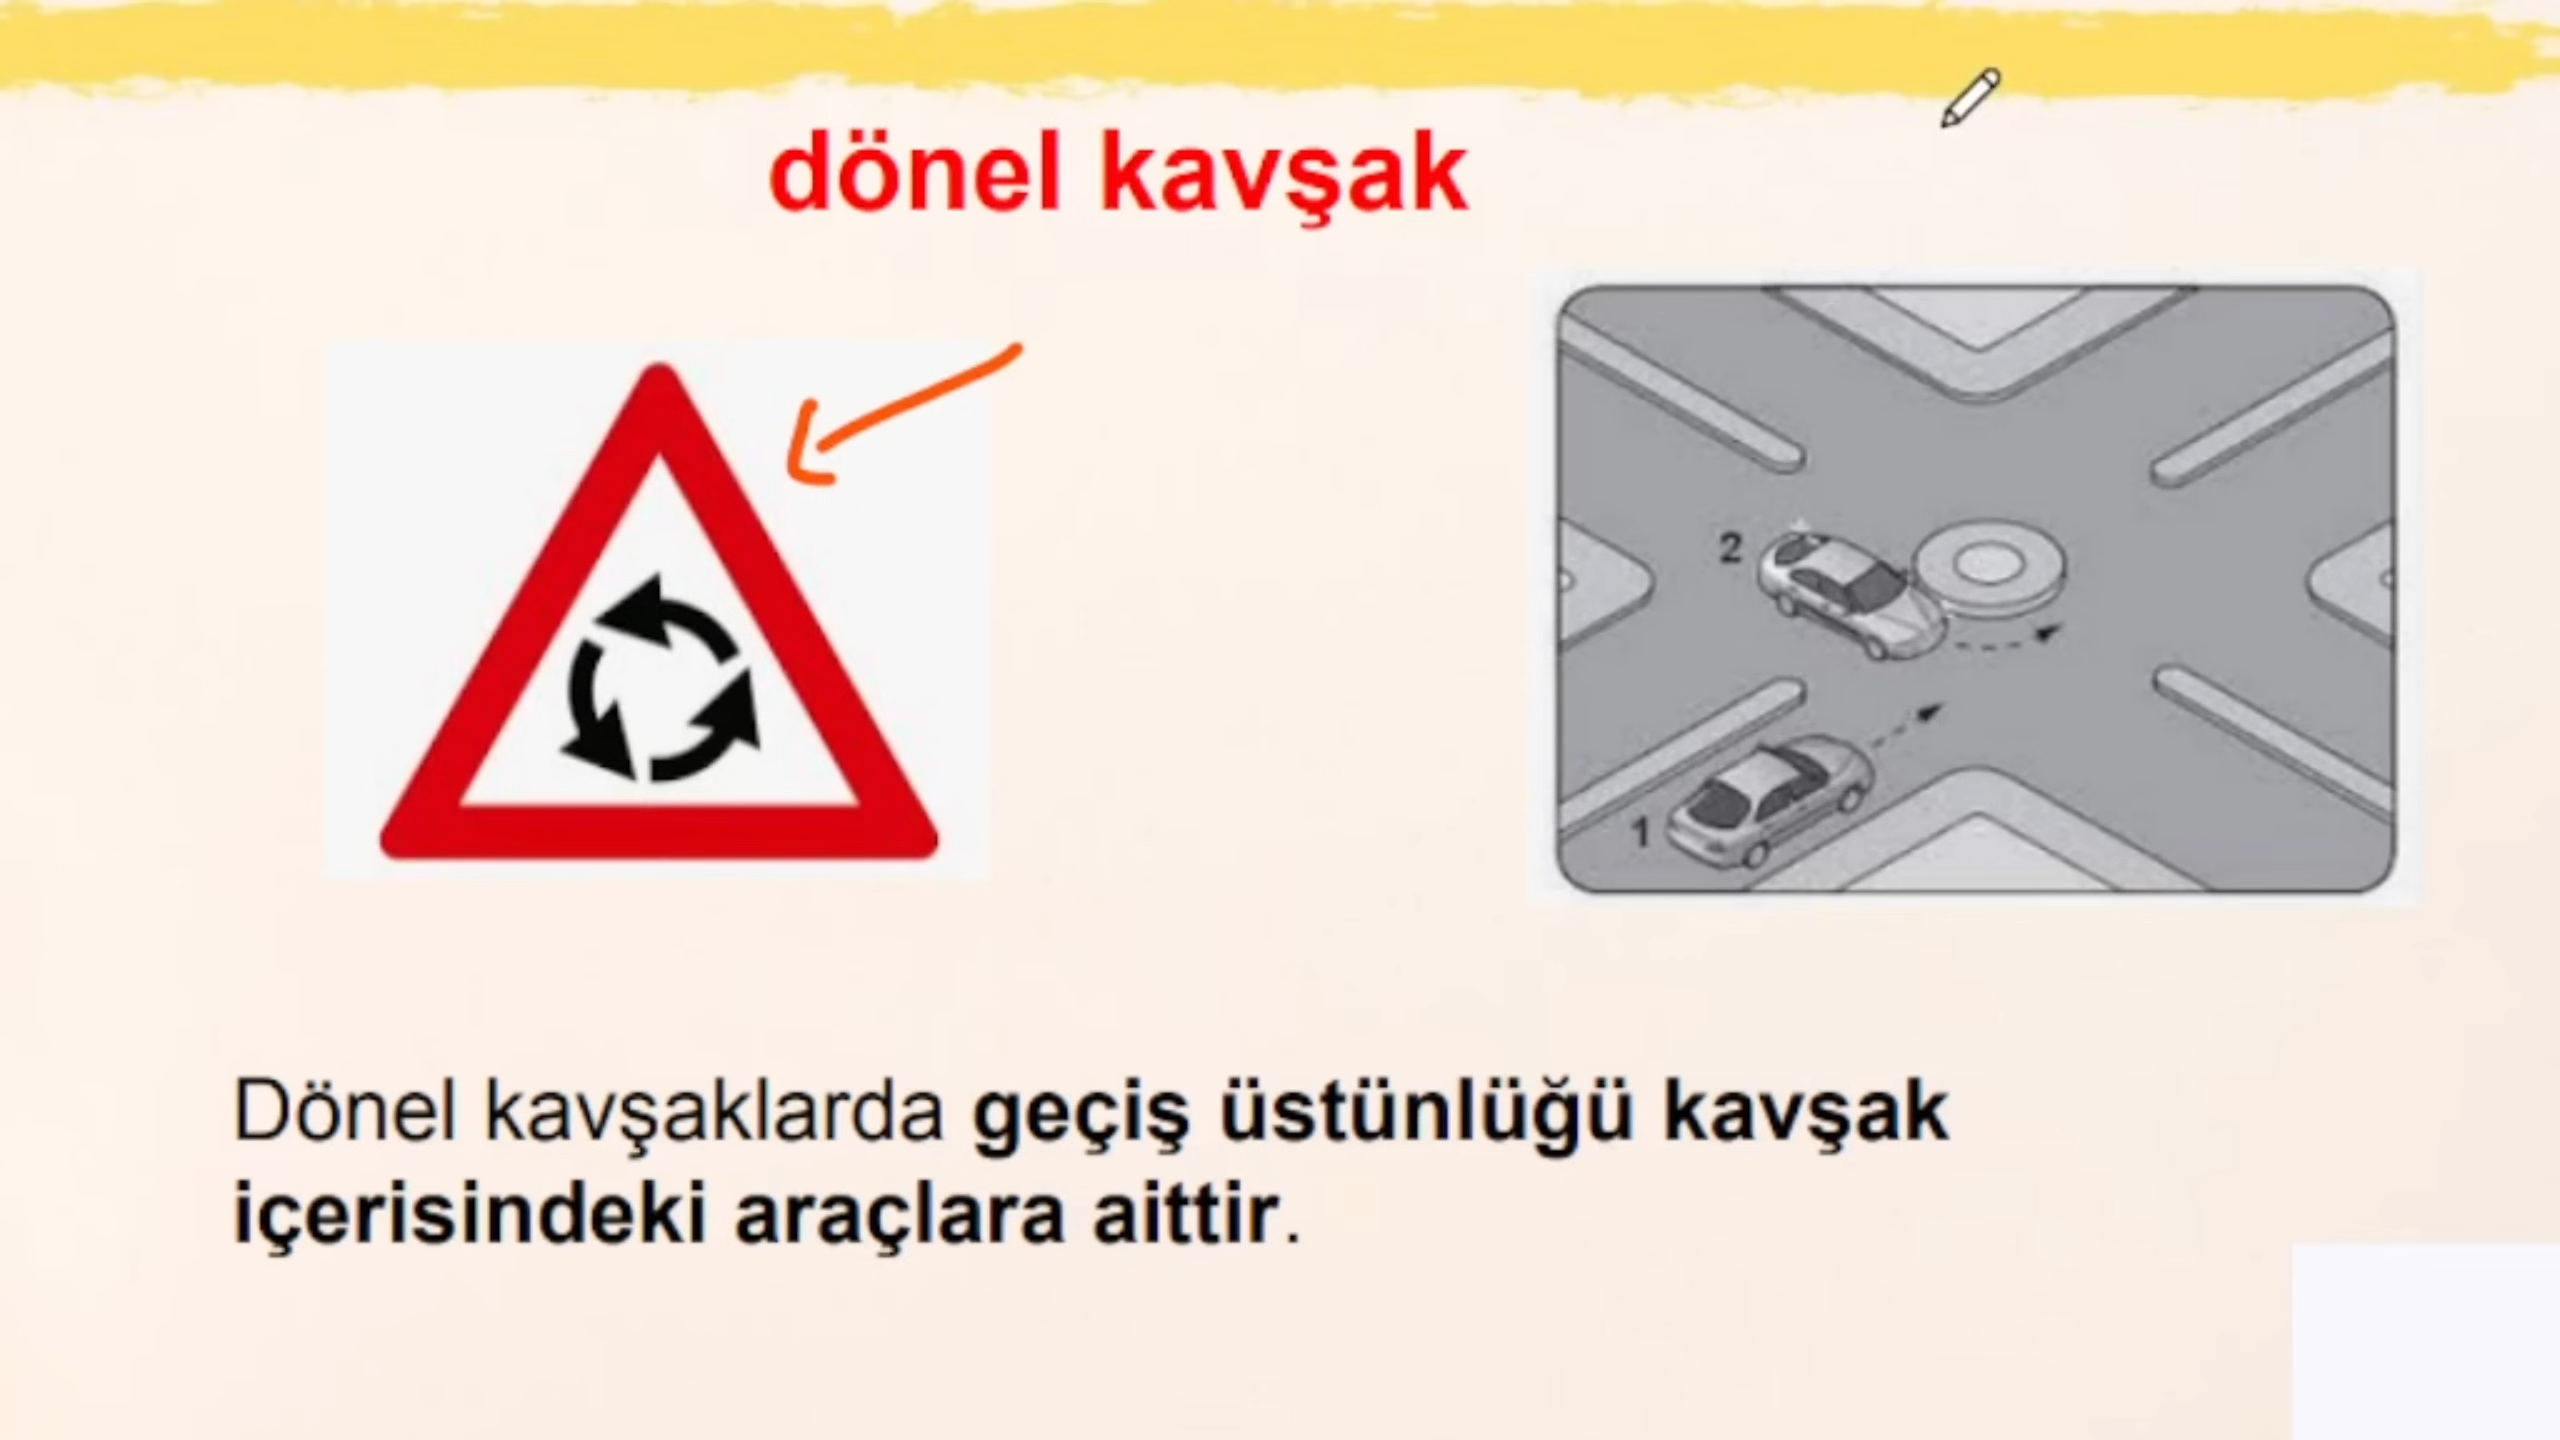 dönel kavşak
2
1
Dönel kavşaklarda geçiş üstünlüğü kavşak
içerisindeki araçlara aittir.